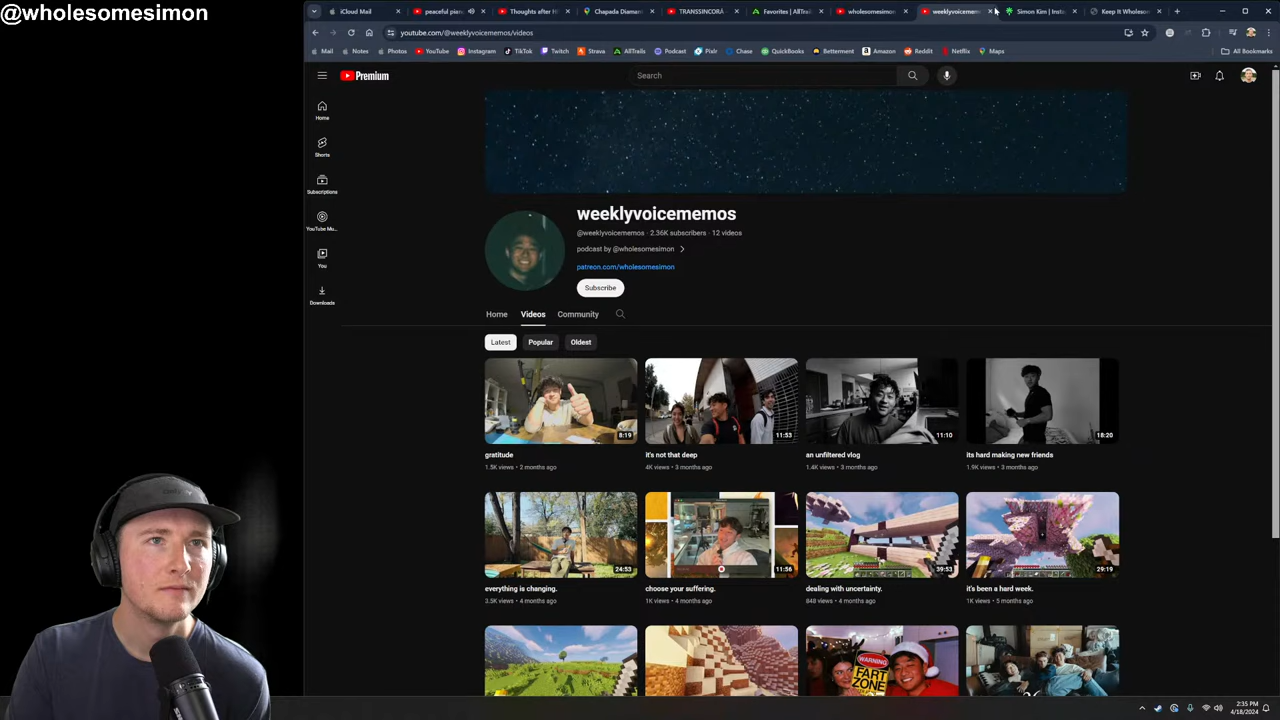 @wholesomesimon
iCloud Mail
peaceful pian
Thoughts after H
Chapada Diaman
TRANSSINCORÁ
Favorites | AllTrail
wholesomesimon
weeklyvoicemem
Simon Kim | Insta
Keep It Wholeso
youtube.com/@weeklyvoicememos/videos
Mail
Notes
Photos
YouTube
Instagram
TikTok
Twitch
Strava
AllTrails
Podcast
Pixlr
Chase
QuickBooks
Betterment
Amazon
Reddit
Netflix
Maps
All Bookmarks
Premium
Search
Home
Shorts
Subscriptions
YouTube Mu...
You
Downloads
weeklyvoicememos
@weeklyvoicememos · 2.36K subscribers · 12 videos
podcast by @wholesomesimon
patreon.com/wholesomesimon
Subscribe
Home Videos Community
Latest Popular Oldest
8:19 11:53 11:10 18:20
gratitude
1.5K views • 2 months ago
it's not that deep
4K views • 3 months ago
an unfiltered vlog
1.4K views • 3 months ago
its hard making new friends
1.9K views • 3 months ago
24:53 11:56 39:53 29:19
everything is changing.
3.5K views • 4 months ago
choose your suffering.
1K views • 4 months ago
dealing with uncertainty.
848 views • 4 months ago
it's been a hard week.
1K views • 5 months ago
WARNING
FART
ZONE
2:35 PM
4/18/2024